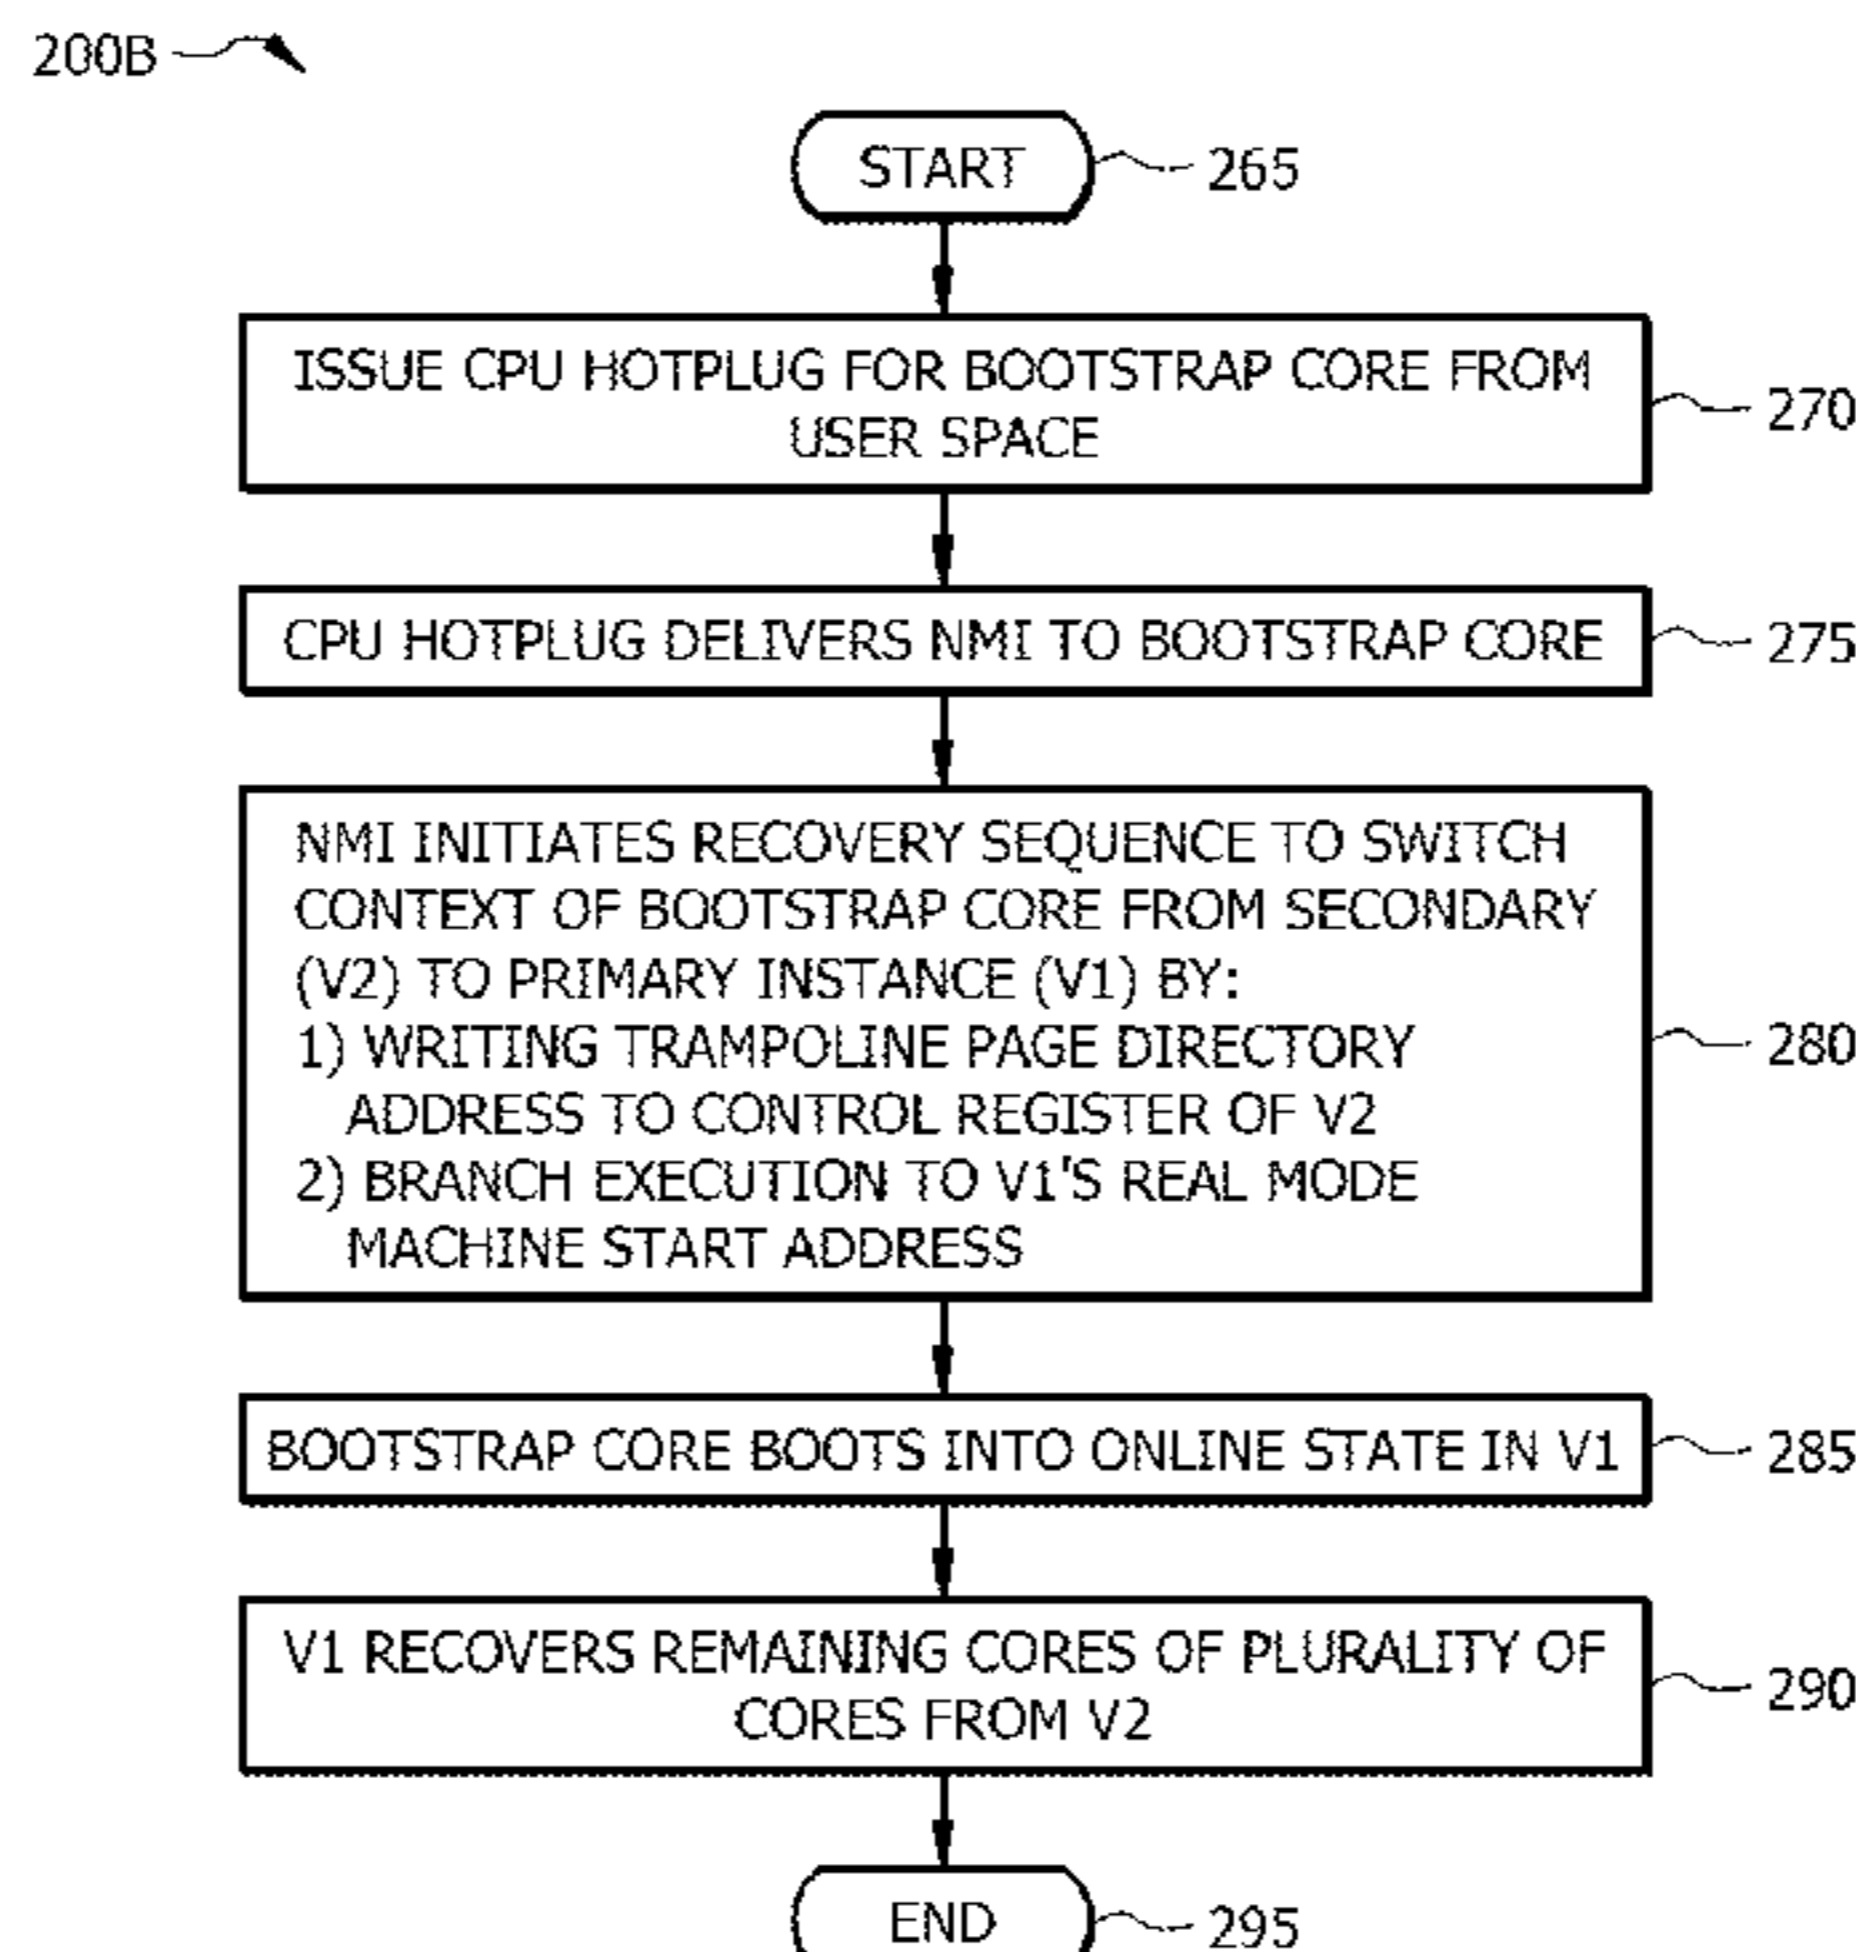 200B
START
265
ISSUE CPU HOTPLUG FOR BOOTSTRAP CORE FROM
USER SPACE
270
CPU HOTPLUG DELIVERS NMI TO BOOTSTRAP CORE
275
NMI INITIATES RECOVERY SEQUENCE TO SWITCH
CONTEXT OF BOOTSTRAP CORE FROM SECONDARY
(V2) TO PRIMARY INSTANCE (V1) BY:
1) WRITING TRAMPOLINE PAGE DIRECTORY
ADDRESS TO CONTROL REGISTER OF V2
2) BRANCH EXECUTION TO V1'S REAL MODE
MACHINE START ADDRESS
280
BOOTSTRAP CORE BOOTS INTO ONLINE STATE IN V1
285
V1 RECOVERS REMAINING CORES OF PLURALITY OF
CORES FROM V2
290
END
295